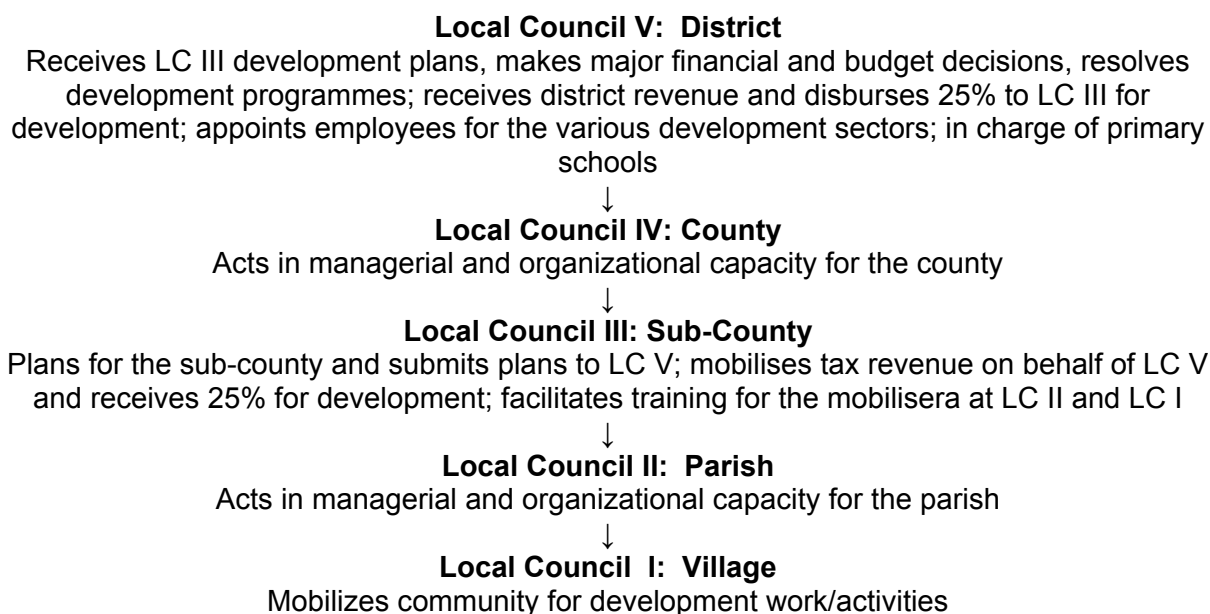 Local Council V:  District
Receives LC III development plans, makes major financial and budget decisions, resolves
development programmes; receives district revenue and disburses 25% to LC III for
development; appoints employees for the various development sectors; in charge of primary
schools
↓
Local Council IV: County
Acts in managerial and organizational capacity for the county
↓
Local Council III: Sub-County
Plans for the sub-county and submits plans to LC V; mobilises tax revenue on behalf of LC V
and receives 25% for development; facilitates training for the mobilisera at LC II and LC I
↓
Local Council II:  Parish
Acts in managerial and organizational capacity for the parish
↓
Local Council  I: Village
Mobilizes community for development work/activities